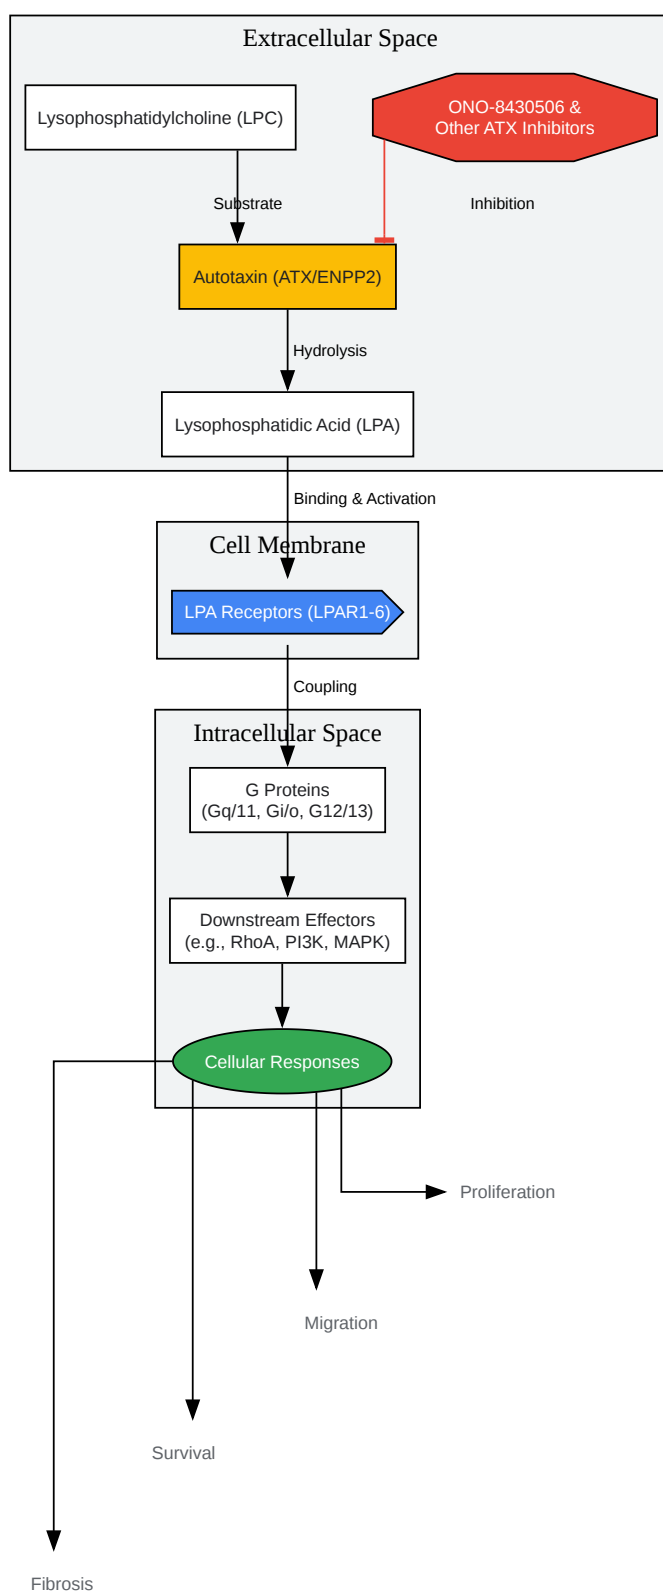 Extracellular Space
Lysophosphatidylcholine (LPC)
ONO-8430506 &
Other ATX Inhibitors
Substrate
Inhibition
Autotaxin (ATX/ENPP2)
Hydrolysis
Lysophosphatidic Acid (LPA)
Binding & Activation
Cell Membrane
LPA Receptors (LPAR1-6)
Coupling
Intracellular Space
G Proteins
(Gq/11, Gi/o, G12/13)
Downstream Effectors
(e.g., RhoA, PI3K, MAPK)
Cellular Responses
Proliferation
Migration
Survival
Fibrosis